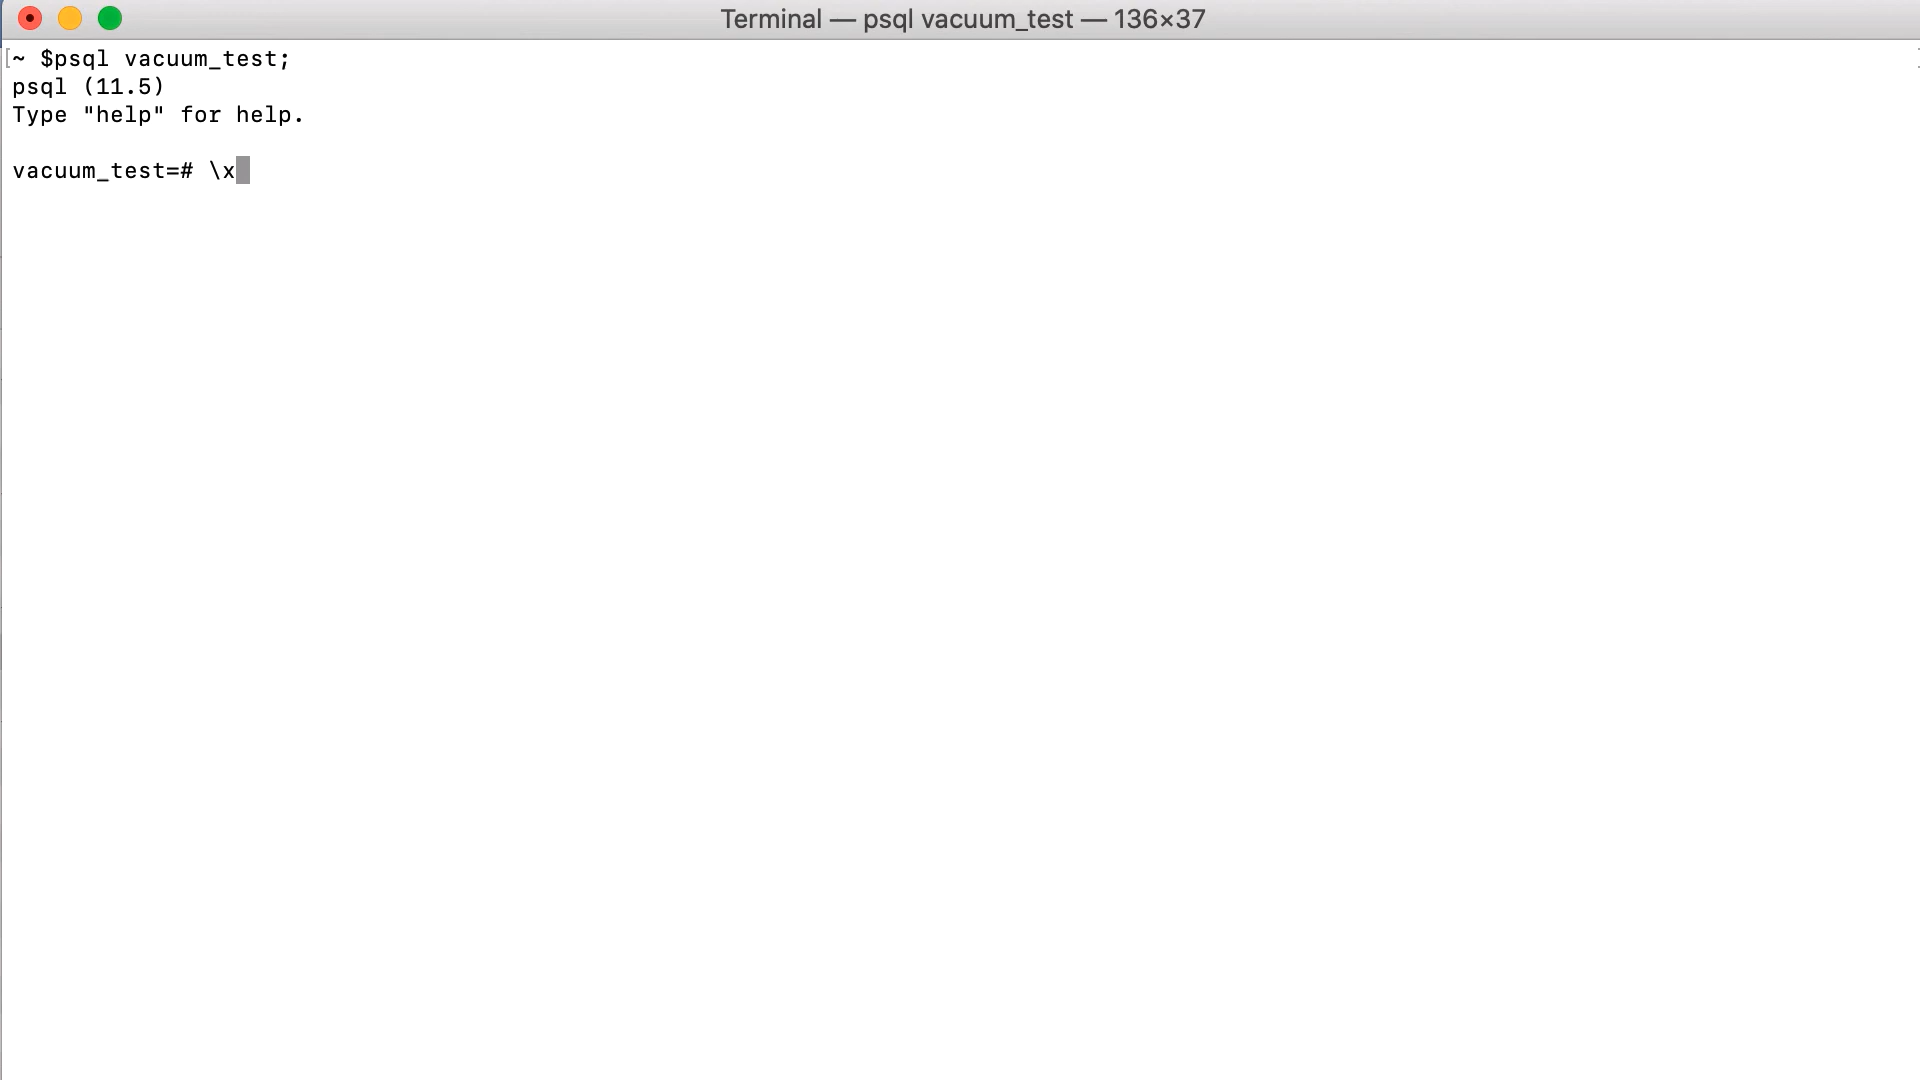 Terminal — psql vacuum_test — 136×37
~ $psql vacuum_test;
psql (11.5)
Type "help" for help.
vacuum_test=# \x